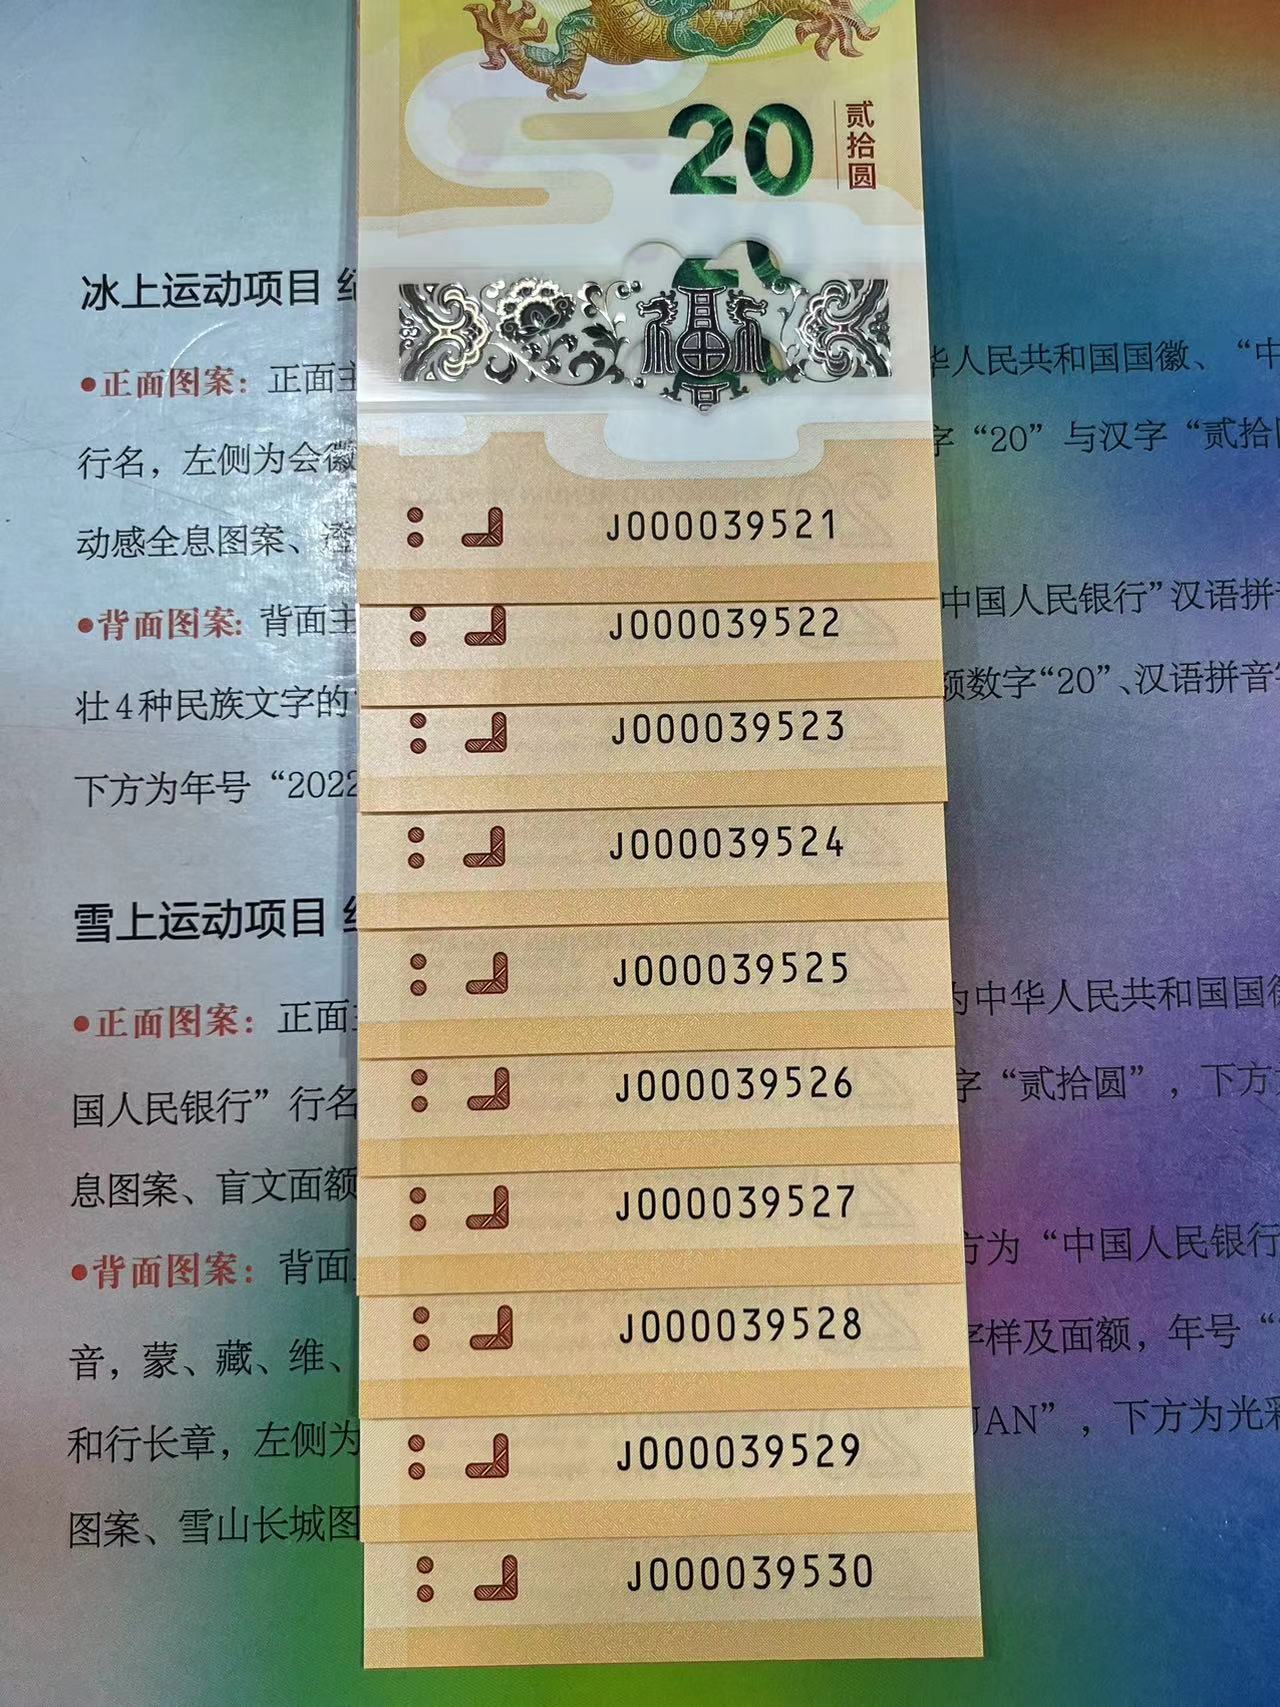 20
贰拾圆
20
冰上运动项目
●正面图案：正面主
华人民共和国国徽、“中
行名，左侧为会徽
字“20”与汉字“贰拾
动感全息图案、
●背面图案：背面主
中国人民银行”汉语拼音
壮4种民族文字的
额数字“20”、汉语拼音
下方为年号“2022
雪上运动项目
●正面图案：正面主
为中华人民共和国国徽
国人民银行”行名
字“贰拾圆”，下方
息图案、盲文面额
●背面图案：背面
方为“中国人民银行
音，蒙、藏、维、
字样及面额，年号“
和行长章，左侧为
UAN”，下方为光彩
图案、雪山长城图
J000039521
J000039522
J000039523
J000039524
J000039525
J000039526
J000039527
J000039528
J000039529
J000039530